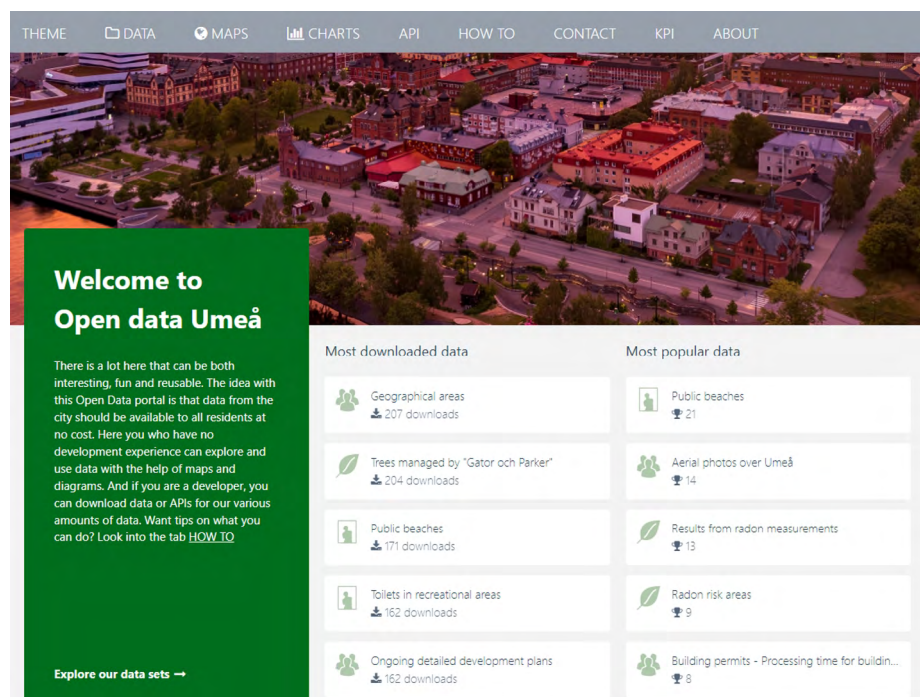 THEME DATA MAPS CHARTS API HOW TO CONTACT KPI ABOUT
Welcome to
Open data Umeå
There is a lot here that can be both
interesting, fun and reusable. The idea with
this Open Data portal is that data from the
city should be available to all residents at
no cost. Here you who have no
development experience can explore and
use data with the help of maps and
diagrams. And if you are a developer, you
can download data or APIs for our various
amounts of data. Want tips on what you
can do? Look into the tab HOW TO
Explore our data sets →
Most downloaded data
Geographical areas
207 downloads
Trees managed by "Gator och Parker"
204 downloads
Public beaches
171 downloads
Toilets in recreational areas
162 downloads
Ongoing detailed development plans
162 downloads
Most popular data
Public beaches
21
Aerial photos over Umeå
14
Results from radon measurements
13
Radon risk areas
9
Building permits - Processing time for buildin...
8